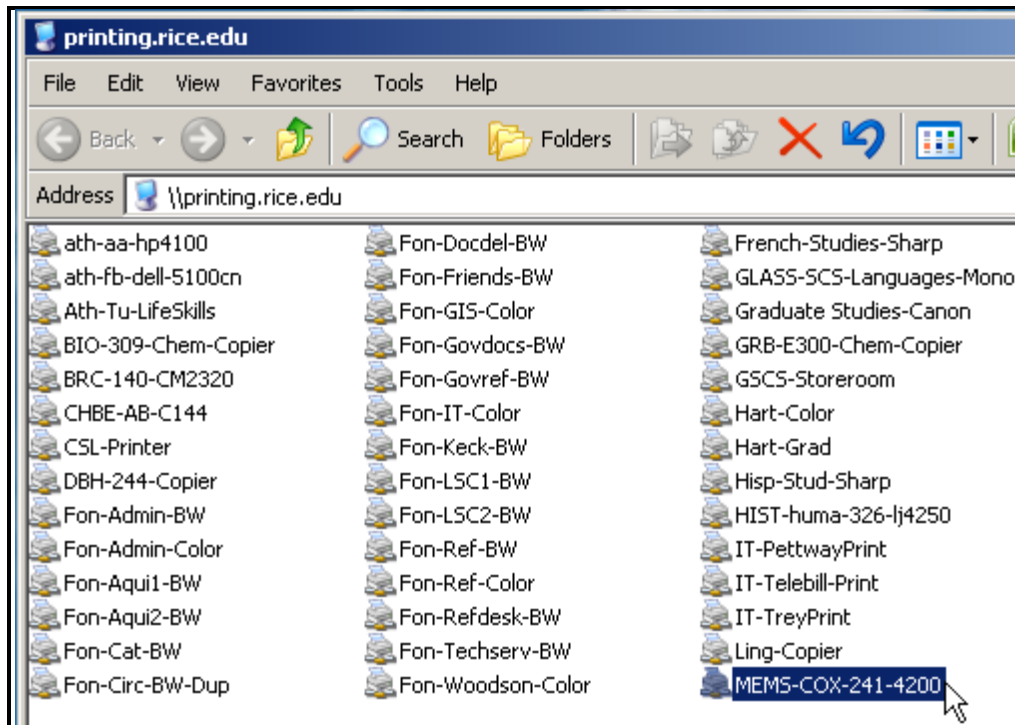 printing.rice.edu
File Edit View Favorites Tools Help
Back Search Folders
Address \\printing.rice.edu
ath-aa-hp4100
ath-fb-dell-5100cn
Ath-Tu-LifeSkills
BIO-309-Chem-Copier
BRC-140-CM2320
CHBE-AB-C144
CSL-Printer
DBH-244-Copier
Fon-Admin-BW
Fon-Admin-Color
Fon-Aqui1-BW
Fon-Aqui2-BW
Fon-Cat-BW
Fon-Circ-BW-Dup
Fon-Docdel-BW
Fon-Friends-BW
Fon-GIS-Color
Fon-Govdocs-BW
Fon-Govref-BW
Fon-IT-Color
Fon-Keck-BW
Fon-LSC1-BW
Fon-LSC2-BW
Fon-Ref-BW
Fon-Ref-Color
Fon-Refdesk-BW
Fon-Techserv-BW
Fon-Woodson-Color
French-Studies-Sharp
GLASS-SCS-Languages-Mono
Graduate Studies-Canon
GRB-E300-Chem-Copier
GSCS-Storeroom
Hart-Color
Hart-Grad
Hisp-Stud-Sharp
HIST-huma-326-lj4250
IT-PettwayPrint
IT-Telebill-Print
IT-TreyPrint
Ling-Copier
MEMS-COX-241-4200